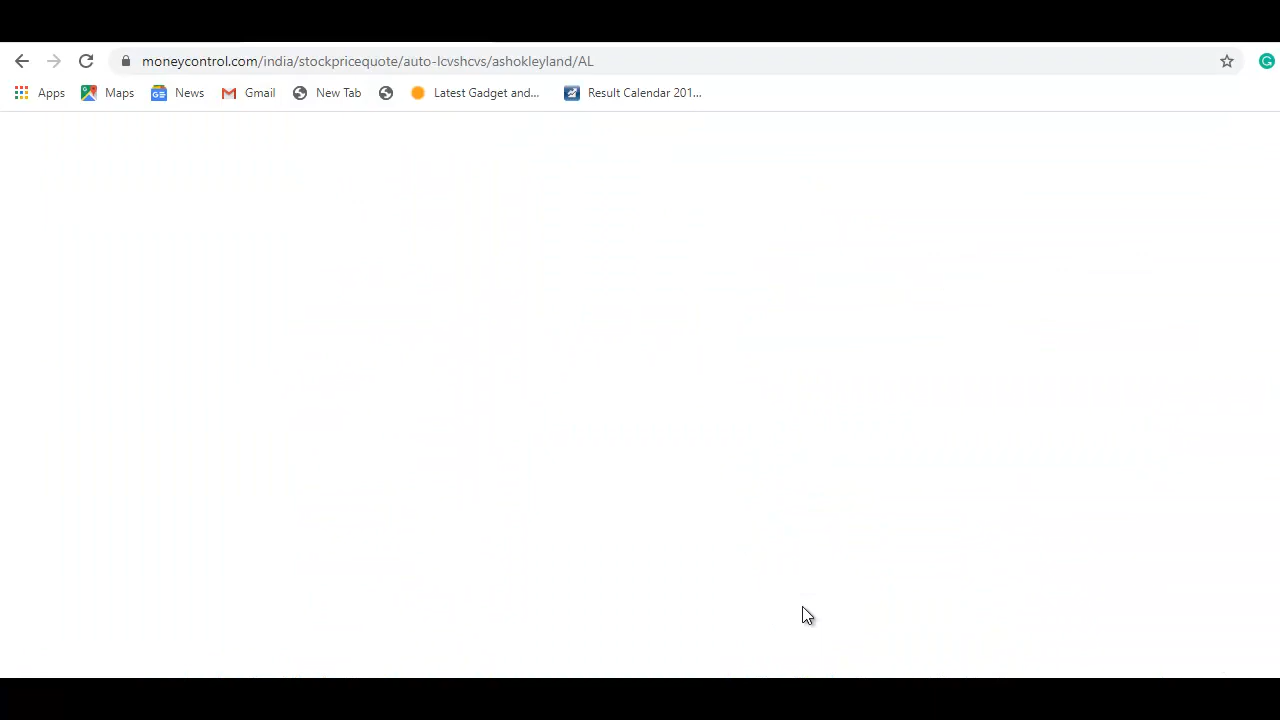 moneycontrol.com/india/stockpricequote/auto-lcvshcvs/ashokleyland/AL
Apps Maps News Gmail New Tab Latest Gadget and... Result Calendar 201...